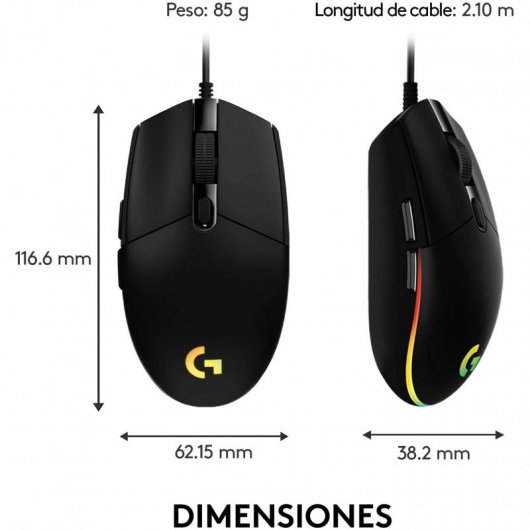 Peso: 85 g
Longitud de cable: 2.10 m
116.6 mm
G
G
62.15 mm
38.2 mm
DIMENSIONES